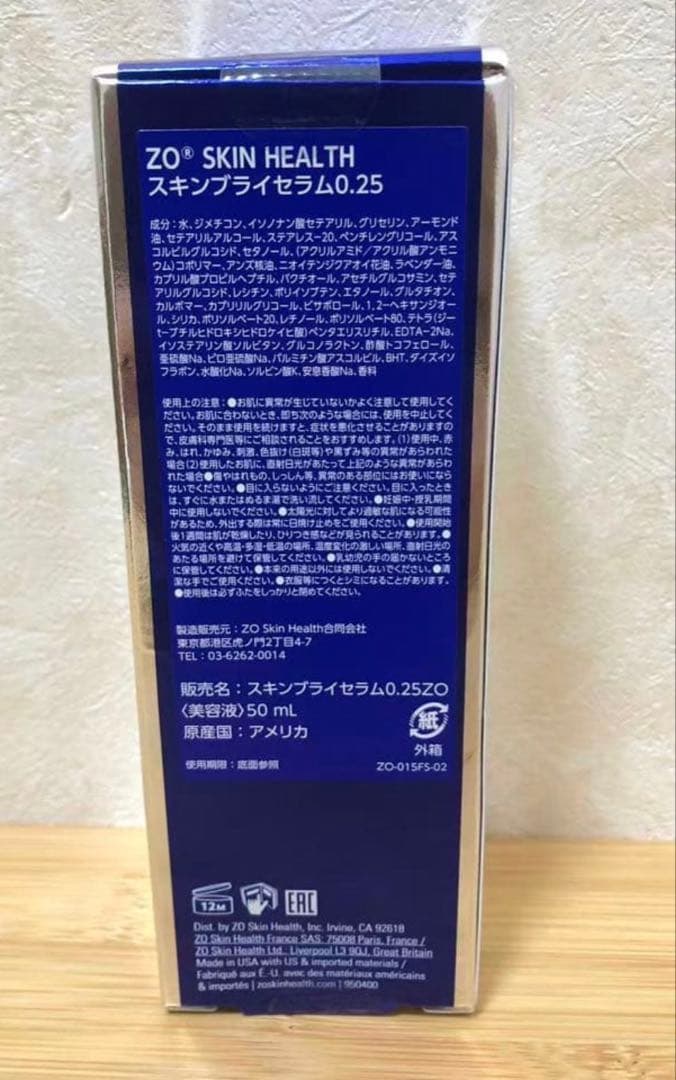 ZO® SKIN HEALTH
スキンブライセラム0.25
成分：水、ジメチコン、イソノナン酸セテアリル、グリセリン、アーモンド
油、セテアリルアルコール、ステアレス-20、ペンチレングリコール、アス
コルビルグルコシド、セタノール、（アクリルアミド／アクリル酸アンモニ
ウム）コポリマー、アンズ核油、ニオイテンジクアオイ花油、ラベンダー油、
カプリル酸プロピルヘプチル、バクチオール、アセチルグルコサミン、セテ
アリルグルコシド、レシチン、ポリイソブテン、エタノール、グルタチオン、
カルボマー、カプリリルグリコール、ビサボロール、1，2-ヘキサンジオー
ル、シリカ、ポリソルベート20、レチノール、ポリソルベート80、テトラ（ジー
t-ブチルヒドロキシヒドロケイヒ酸）ペンタエリスリチル、EDTA-2Na、
イソステアリン酸ソルビタン、グルコノラクトン、酢酸トコフェロール、
亜硫酸Na、ピロ亜硫酸Na、パルミチン酸アスコルビル、BHT、ダイズイソ
フラボン、水酸化Na、ソルビン酸K、安息香酸Na、香料
使用上の注意：●お肌に異常が生じていないかよく注意して使用してく
ださい。お肌に合わないとき、即ち次のような場合には、使用を中止してく
ださい。そのまま使用を続けますと、症状を悪化させることがありますの
で、皮膚科専門医等にご相談されることをおすすめします。（1）使用中、赤
み、はれ、かゆみ、刺激、色抜け（白斑等）や黒ずみ等の異常があらわれた
場合（2）使用したお肌に、直射日光があたって上記のような異常があらわ
れた場合●傷やはれもの、しっしん等、異常のある部位にはお使いになら
ないでください。●目に入らないようにご注意ください。目に入ったとき
は、すぐに水またはぬるま湯で洗い流してください。●妊娠中・授乳期間
中に使用しないでください。●太陽光に対してより過敏な肌になる可能性
があるため、外出する際は常に日焼け止めをご使用ください。●使用開始
後1週間は肌が乾燥したり、ひりつき感などが見られることがあります。●
火気の近くや高温・多湿・低温の場所、温度変化の激しい場所、直射日光の
あたる場所を避けて保管してください。●乳幼児の手の届かないところ
に保管してください。●本来の用途以外には使用しないでください。●清
潔な手でご使用ください。●衣服等につくとシミになることがあります。
●使用後は必ずふたをしっかりと閉めてください。
製造販売元：ZO Skin Health合同会社
東京都港区虎ノ門2丁目4-7
TEL：03-6262-0014
販売名：スキンブライセラム0.25ZO
〈美容液〉50 mL
原産国：アメリカ
紙
外箱
使用期限：底面参照
ZO-015FS-02
12M
EAC
Dist. by ZO Skin Health, Inc. Irvine, CA 92618
ZO Skin Health France SAS: 75008 Paris, France /
ZO Skin Health Ltd., Liverpool L3 9QJ, Great Britain
Made in USA with US & imported materials /
Fabriqué aux É.-U. avec des matériaux américains
& importés | zoskinhealth.com | 950400